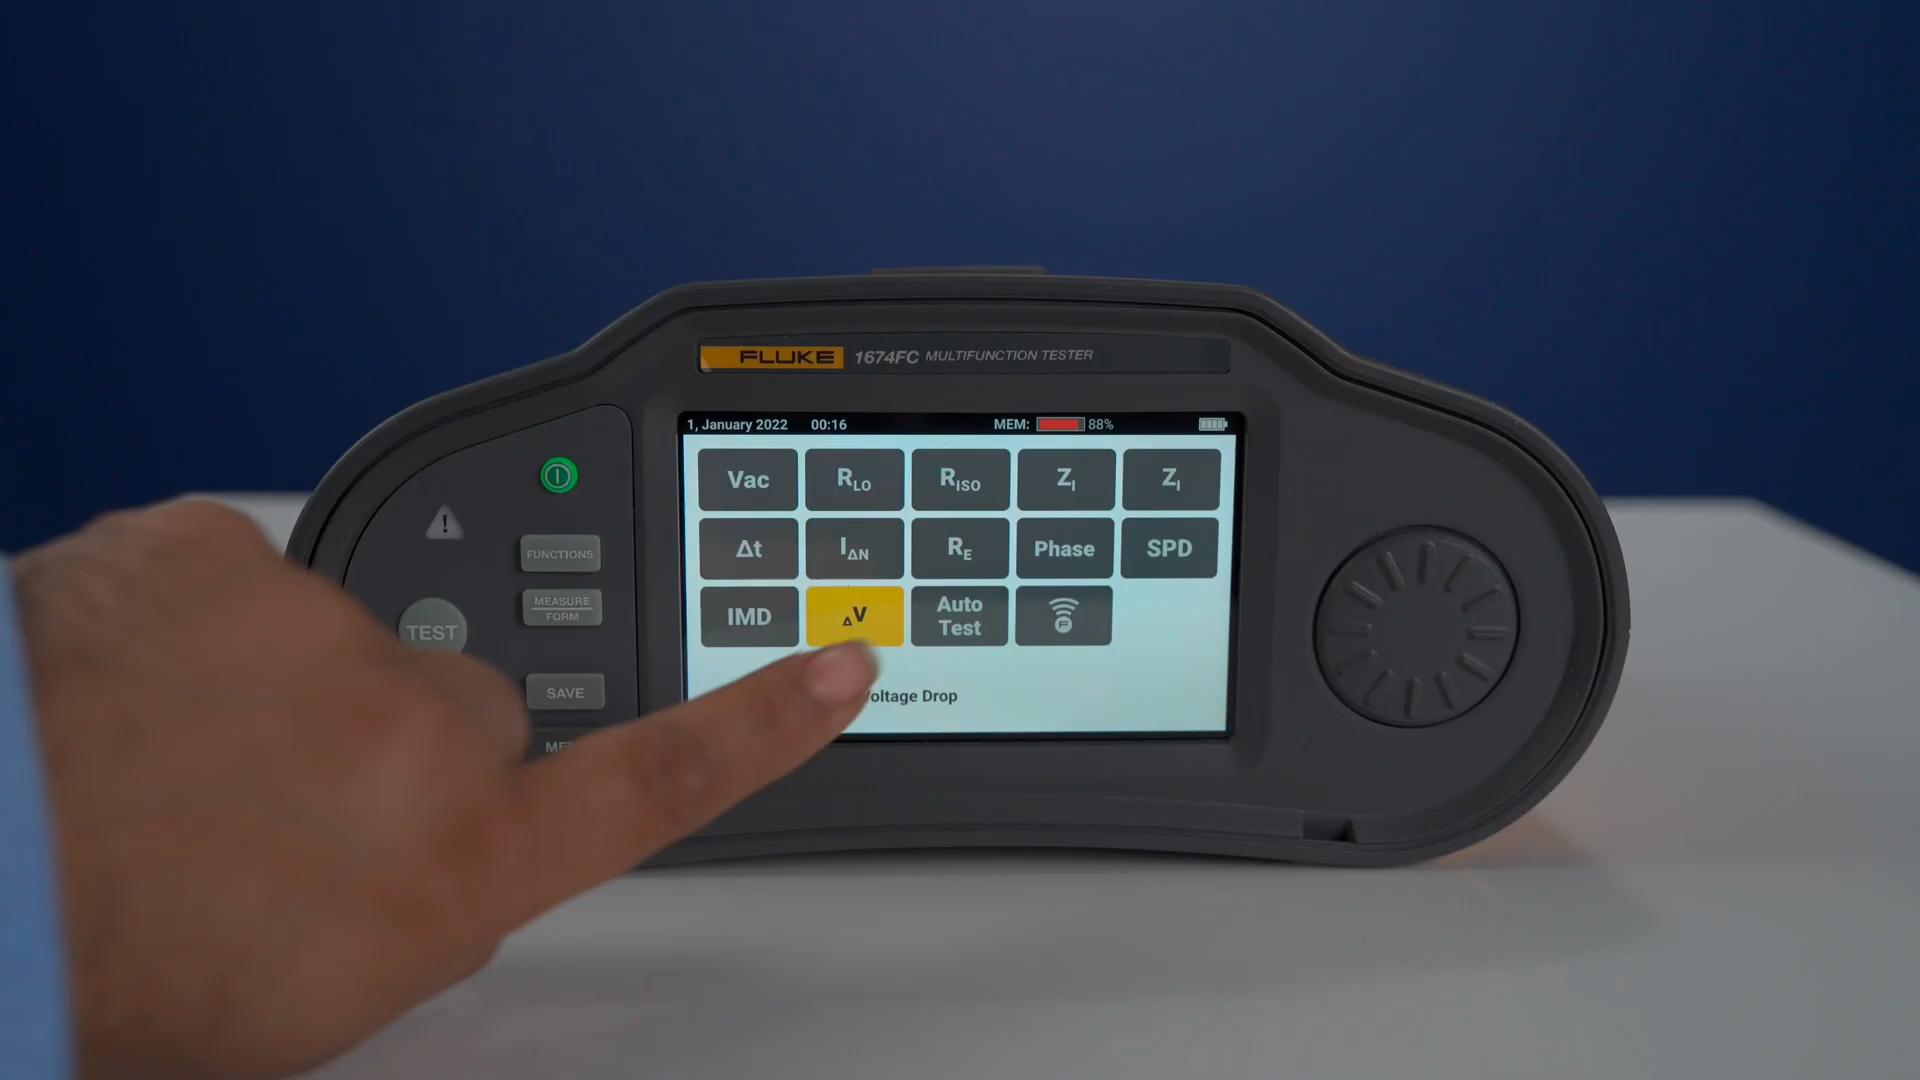 FLUKE 1674FC MULTIFUNCTION TESTER
1, January 2022 00:16 MEM: 88%
Vac RLO RISO ZI ZI
Δt IΔN RE Phase SPD
IMD ΔV Auto Test F
Voltage Drop
FUNCTIONS
MEASURE
FORM
TEST
SAVE